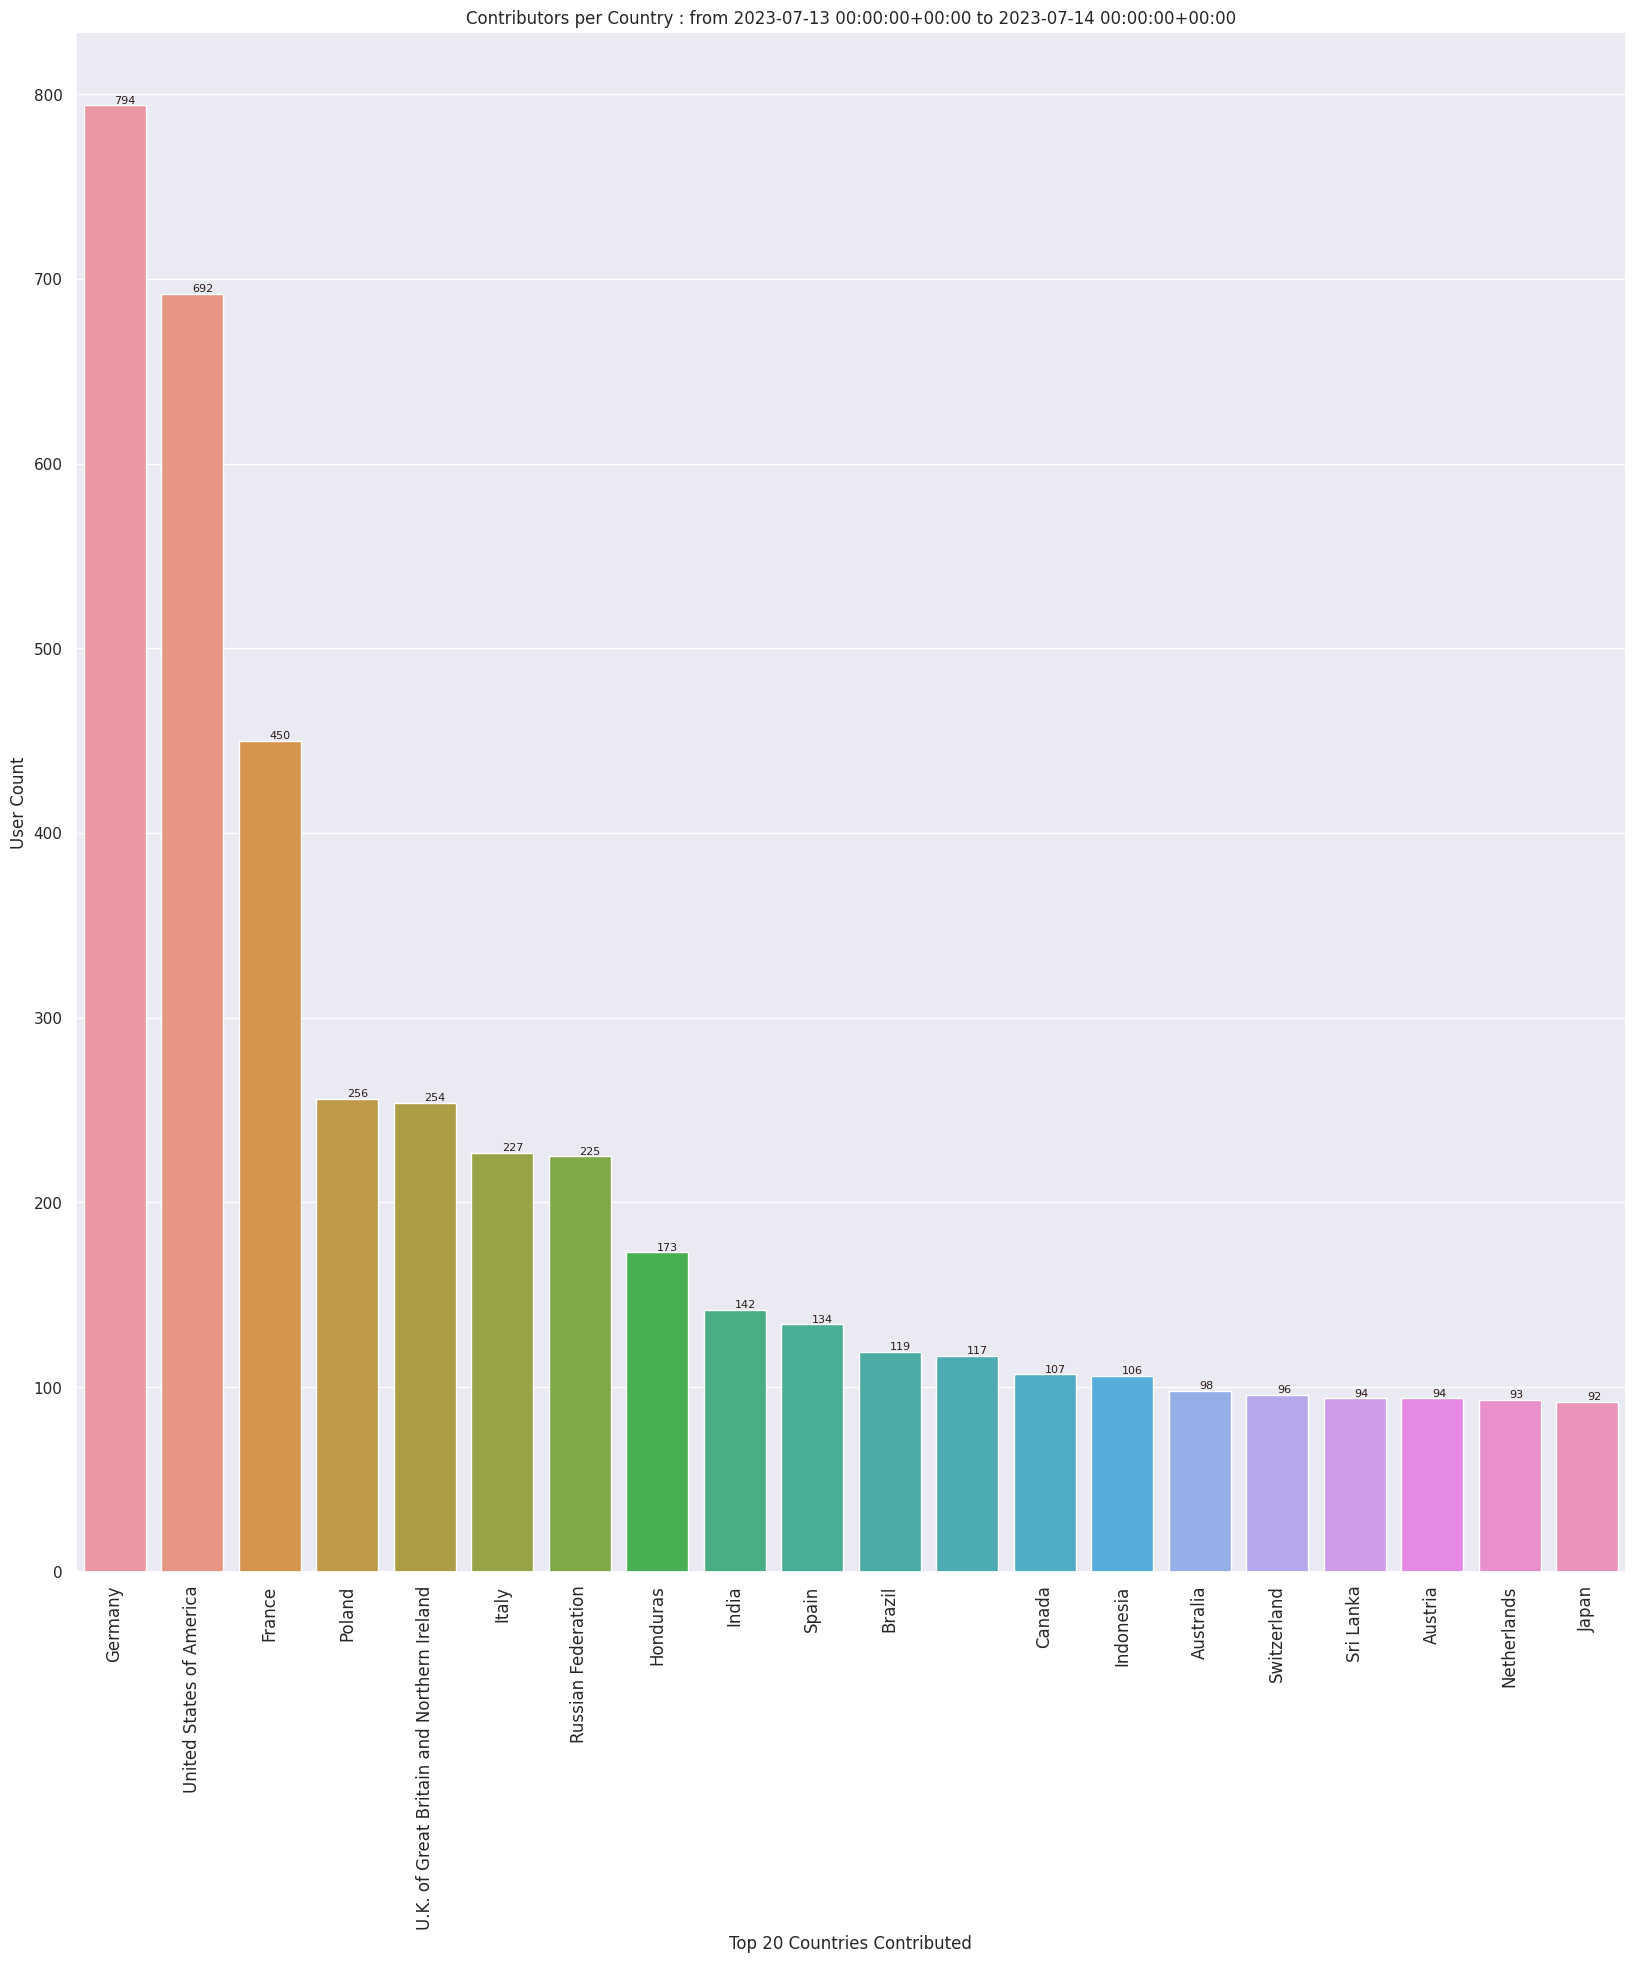 Contributors per Country : from 2023-07-13 00:00:00+00:00 to 2023-07-14 00:00:00+00:00
User Count
800
700
600
500
400
300
200
100
0
794
692
450
256
254
227
225
173
142
134
119
117
107
106
98
96
94
94
93
92
Germany
United States of America
France
Poland
U.K. of Great Britain and Northern Ireland
Italy
Russian Federation
Honduras
India
Spain
Brazil
Canada
Indonesia
Australia
Switzerland
Sri Lanka
Austria
Netherlands
Japan
Top 20 Countries Contributed